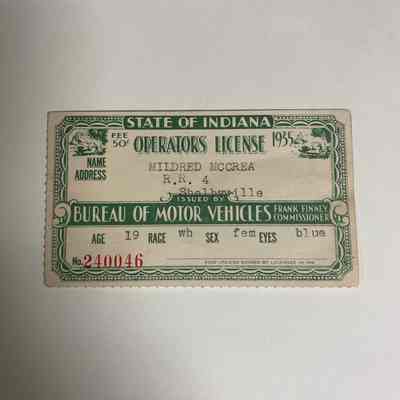 STATE OF INDIANA
FEE 50¢ OPERATORS LICENSE 1935
NAME MILDRED MCCREA
ADDRESS R.R. 4
Shelbyville
ISSUED BY
BUREAU OF MOTOR VEHICLES FRANK FINNEY COMMISSIONER
AGE 19 RACE wh SEX fem EYES blue
No. 240046